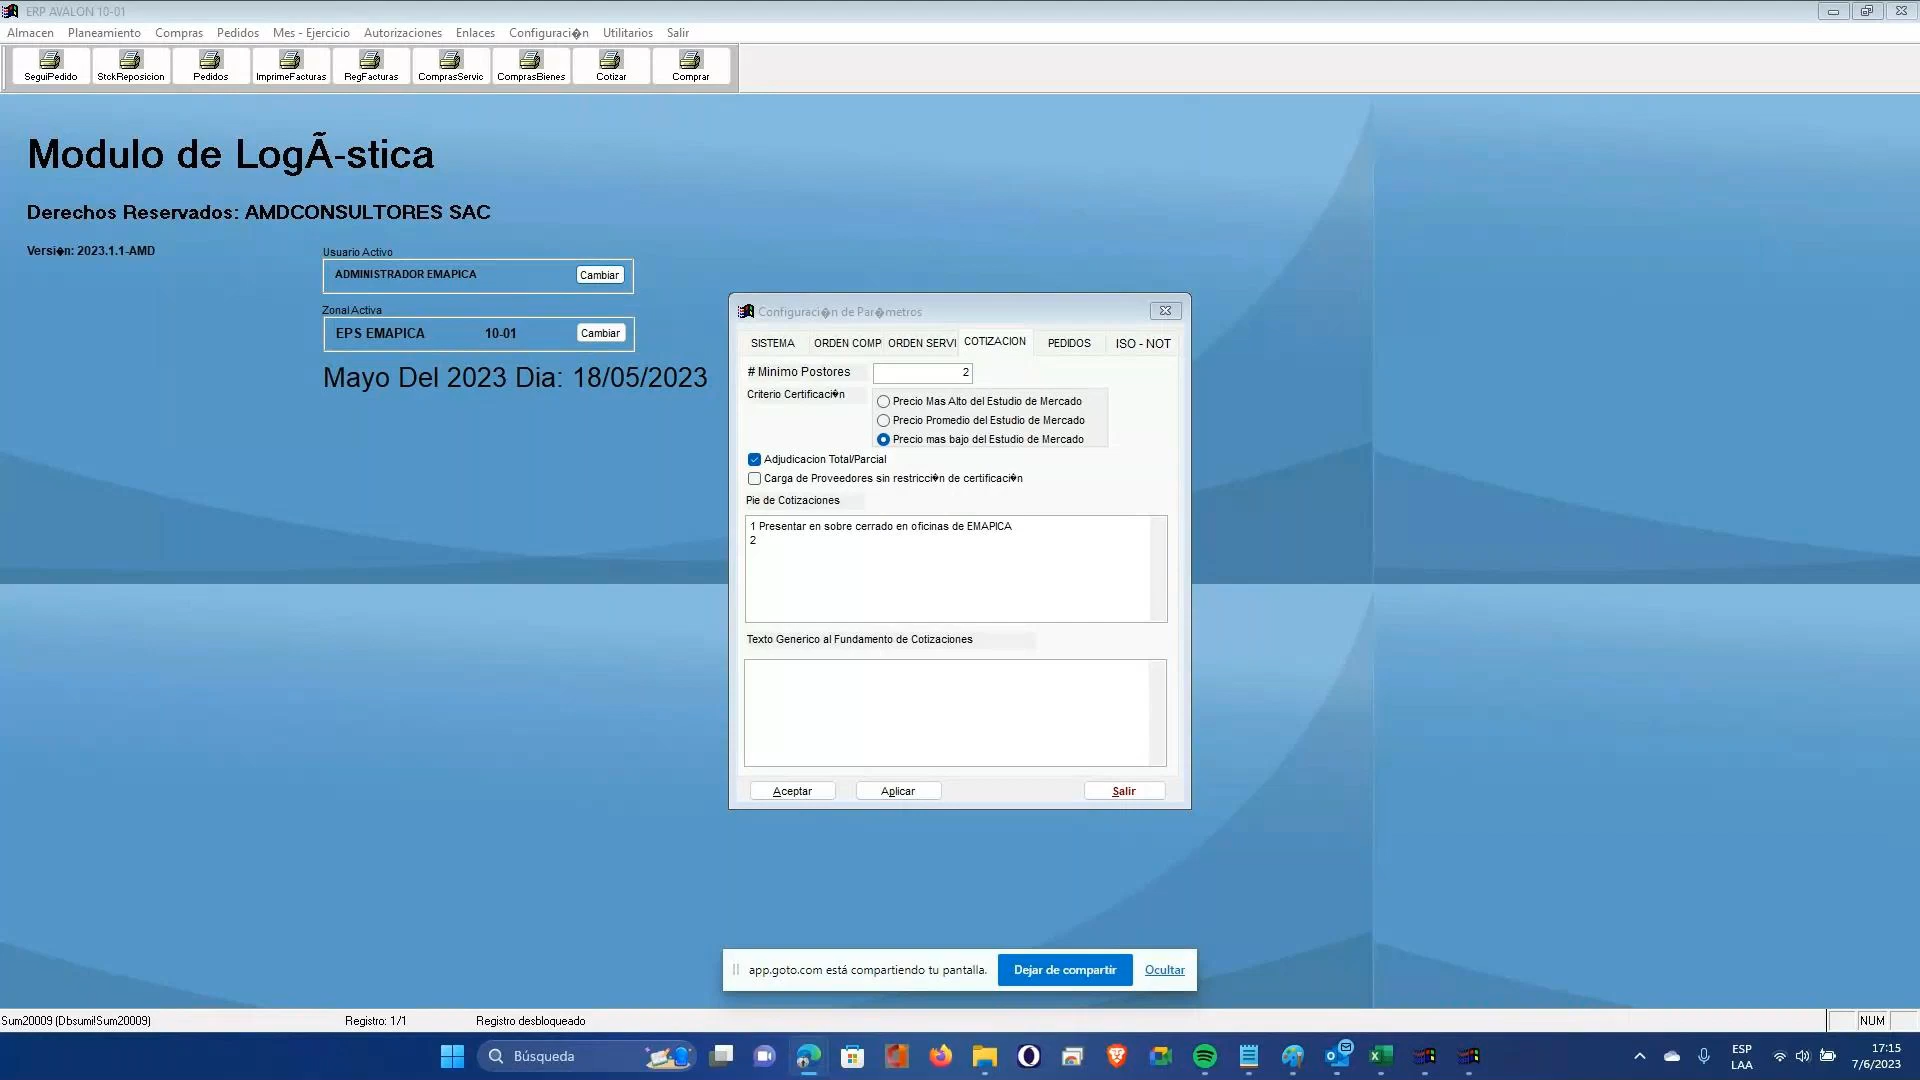 ERP AVALON 10-01
Almacen Planeamiento Compras Pedidos Mes - Ejercicio Autorizaciones Enlaces Configuraci�n Utilitarios Salir
SeguiPedido StckReposicion Pedidos ImprimeFacturas RegFacturas ComprasServic ComprasBienes Cotizar Comprar
Modulo de LogÃ-stica
Derechos Reservados: AMDCONSULTORES SAC
Versi�n: 2023.1.1-AMD
Usuario Activo
ADMINISTRADOR EMAPICA Cambiar
Zonal Activa
EPS EMAPICA 10-01 Cambiar
Mayo Del 2023 Dia: 18/05/2023
Configuraci�n de Par�metros
SISTEMA ORDEN COMP ORDEN SERVI COTIZACION PEDIDOS ISO - NOT
# Minimo Postores 2
Criterio Certificaci�n
Precio Mas Alto del Estudio de Mercado
Precio Promedio del Estudio de Mercado
Precio mas bajo del Estudio de Mercado
Adjudicacion Total/Parcial
Carga de Proveedores sin restricci�n de certificaci�n
Pie de Cotizaciones
1 Presentar en sobre cerrado en oficinas de EMAPICA
2
Texto Generico al Fundamento de Cotizaciones
Aceptar Aplicar Salir
app.goto.com está compartiendo tu pantalla. Dejar de compartir Ocultar
Sum20009 (Dbsumi!Sum20009) Registro: 1/1 Registro desbloqueado NUM
Búsqueda
ESP
LAA
17:15
7/6/2023